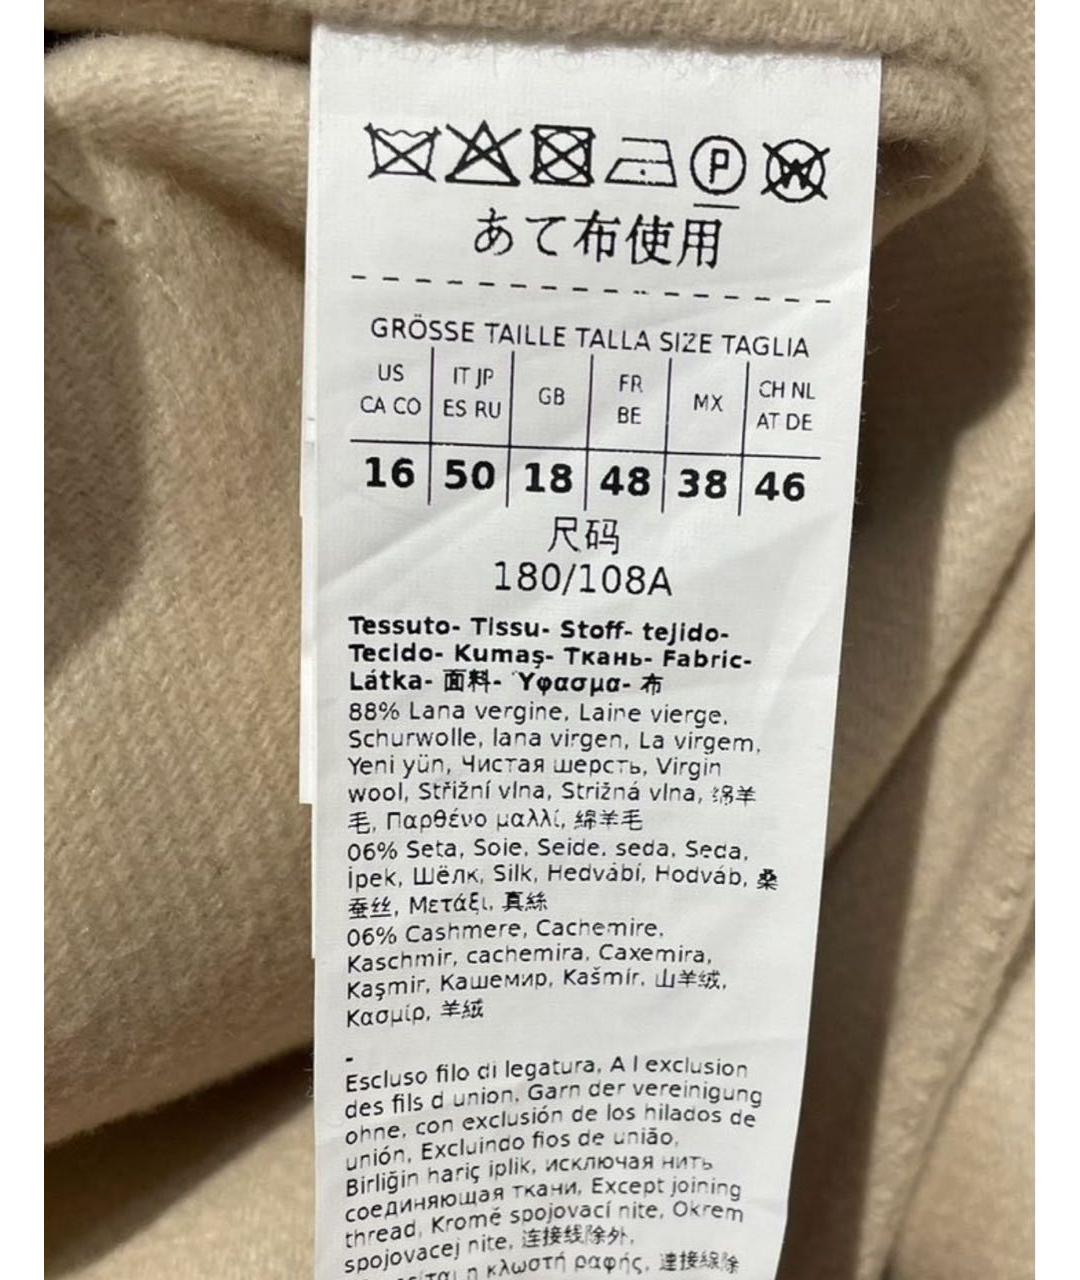 P W
あて布使用
GRÖSSE TAILLE TALLA SIZE TAGLIA
US CA CO | IT JP ES RU | GB | FR BE | MX | CH NL AT DE
16 | 50 | 18 | 48 | 38 | 46
尺码
180/108A
Tessuto- Tissu- Stoff- tejido-
Tecido- Kumaş- Ткань- Fabric-
Látka- 面料- Ύφασμα- 布
88% Lana vergine, Laine vierge,
Schurwolle, lana virgen, La virgem,
Yeni yün, Чистая шерсть, Virgin
wool, Střižní vlna, Strižná vlna, 绵羊
毛, Παρθένο μαλλί, 綿羊毛
06% Seta, Soie, Seide, seda, Seda,
İpek, Шёлк, Silk, Hedvábí, Hodváb, 桑
蚕丝, Μετάξι, 真絲
06% Cashmere, Cachemire,
Kaschmir, cachemira, Caxemira,
Kaşmir, Кашемир, Kašmír, 山羊绒,
Κασμίρ, 羊絨
-
Escluso filo di legatura, A l exclusion
des fils d union, Garn der vereinigung
ohne, con exclusión de los hilados de
unión, Excluindo fios de união,
Birliğin hariç iplik, исключая нить
соединяющая ткани, Except joining
thread, Kromě spojovací nite, Okrem
spojovacej nite, 连接线除外,
η κλωστή ραφής, 連接線除